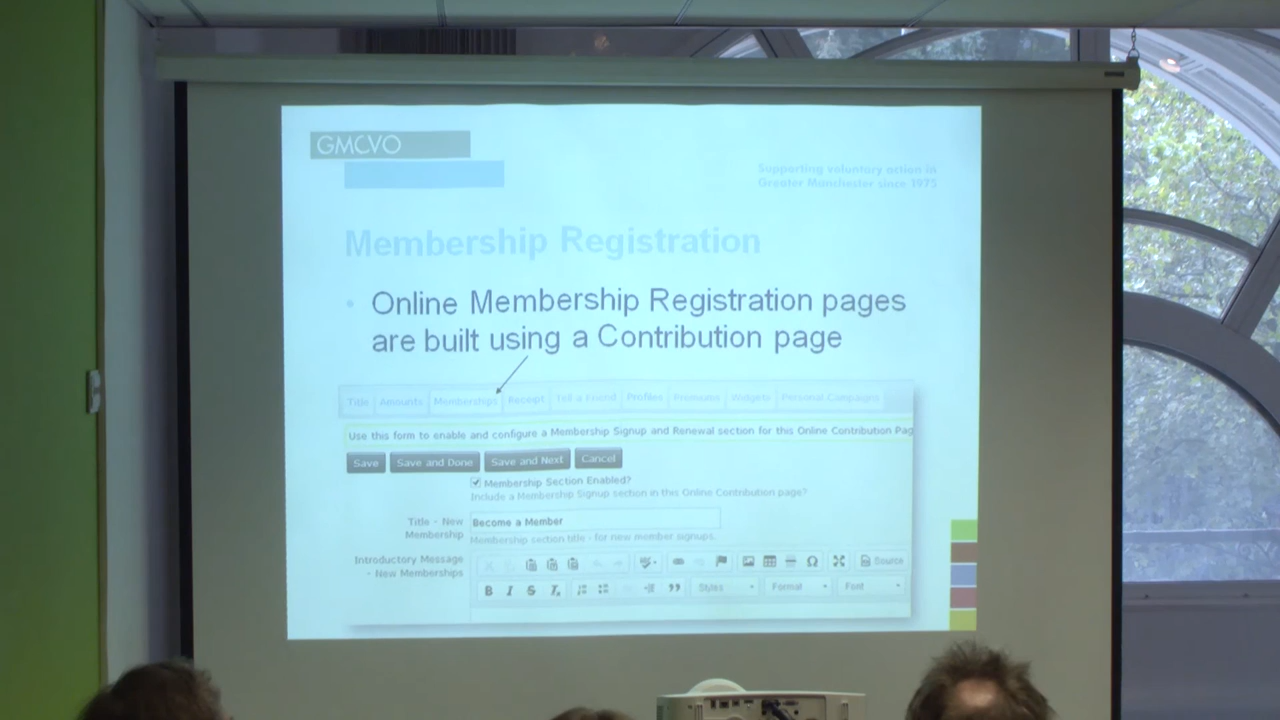 GMCVO
Supporting voluntary action in
Greater Manchester since 1975
Membership Registration
• Online Membership Registration pages
are built using a Contribution page
Title Amounts Memberships Receipt Tell a Friend Profiles Premiums Widgets Personal Campaigns
Use this form to enable and configure a Membership Signup and Renewal section for this Online Contribution Pag
Save Save and Done Save and Next Cancel
Membership Section Enabled?
Include a Membership Signup section in this Online Contribution page?
Title - New
Membership
Become a Member
Membership section title - for new member signups.
Introductory Message
- New Memberships
Source
B I S Tx Styles Format Font